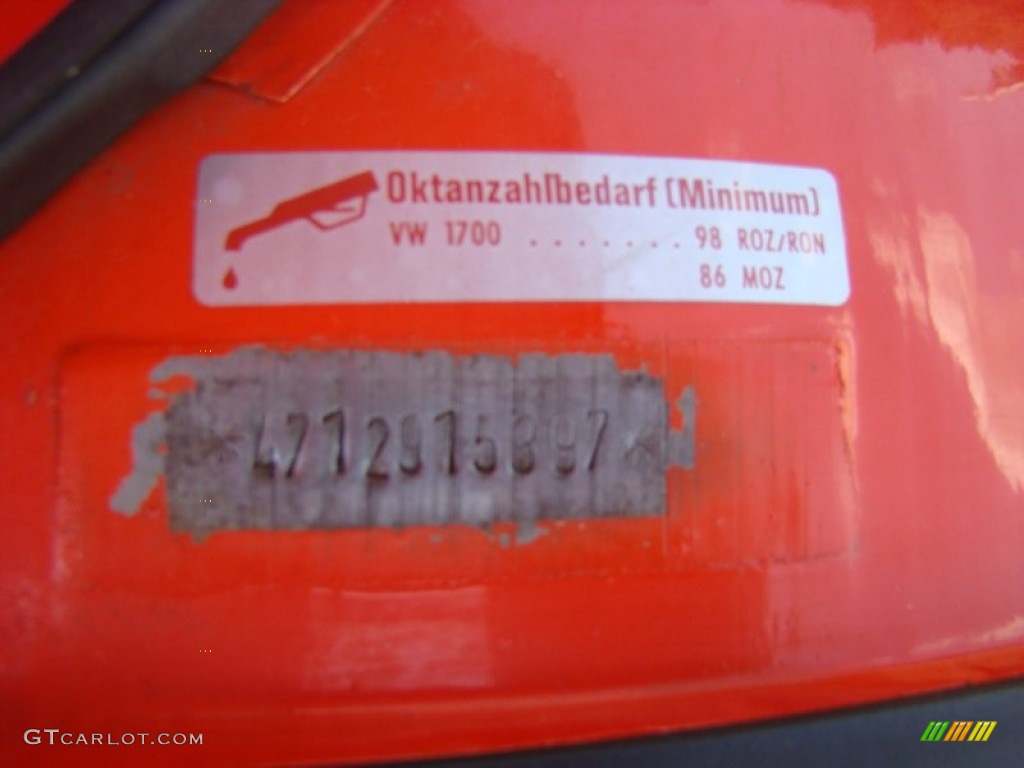 Oktanzahlbedarf (Minimum)
VW 1700 ....... 98 ROZ/RON
86 MOZ
*4712915897*
GTCARLOT.COM